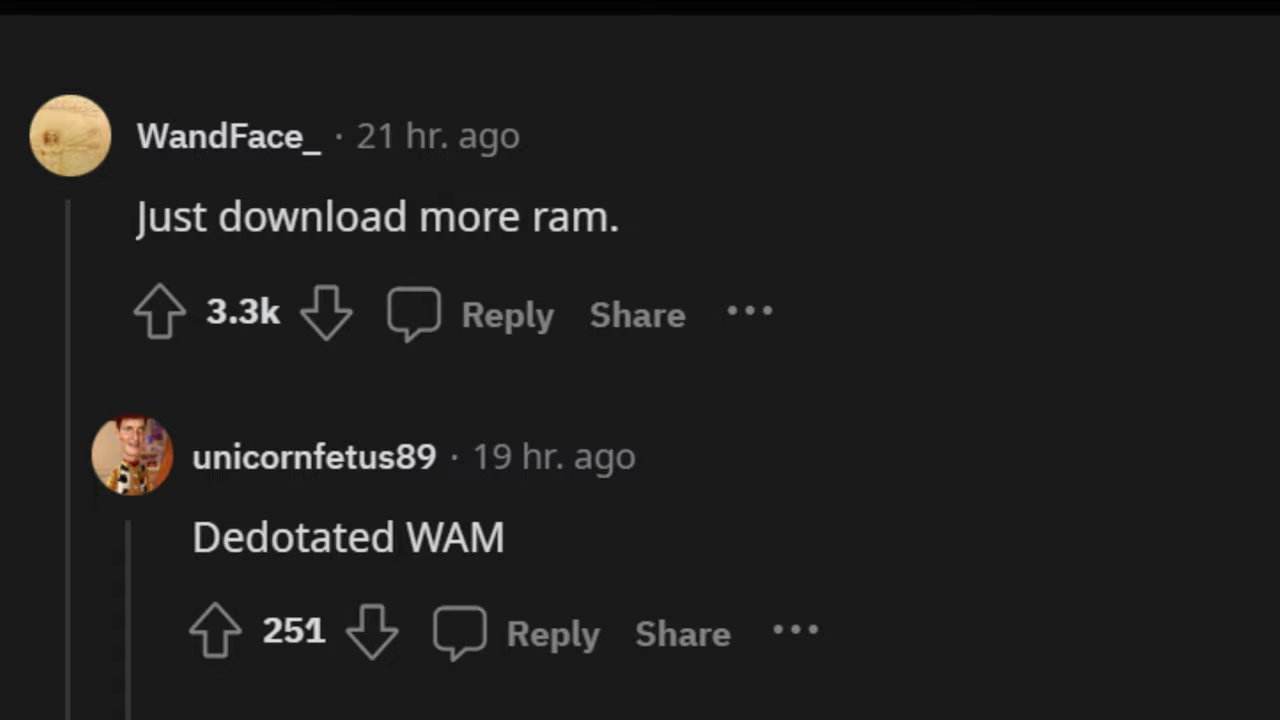 WandFace_ · 21 hr. ago
Just download more ram.
3.3k Reply Share ...
unicornfetus89 · 19 hr. ago
Dedotated WAM
251 Reply Share ...